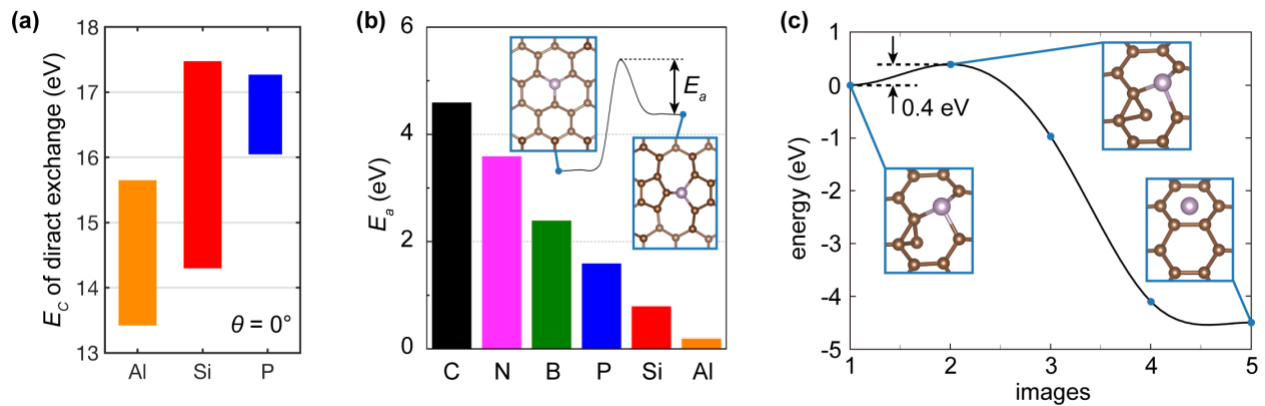 (a)
E_C of diract exchange (eV)
18
17
16
15
14
13
θ = 0°
Al Si P
(b)
E_a (eV)
6
4
2
0
E_a
C N B P Si Al
(c)
energy (eV)
1
0
-1
-2
-3
-4
-5
0.4 eV
1 2 3 4 5
images